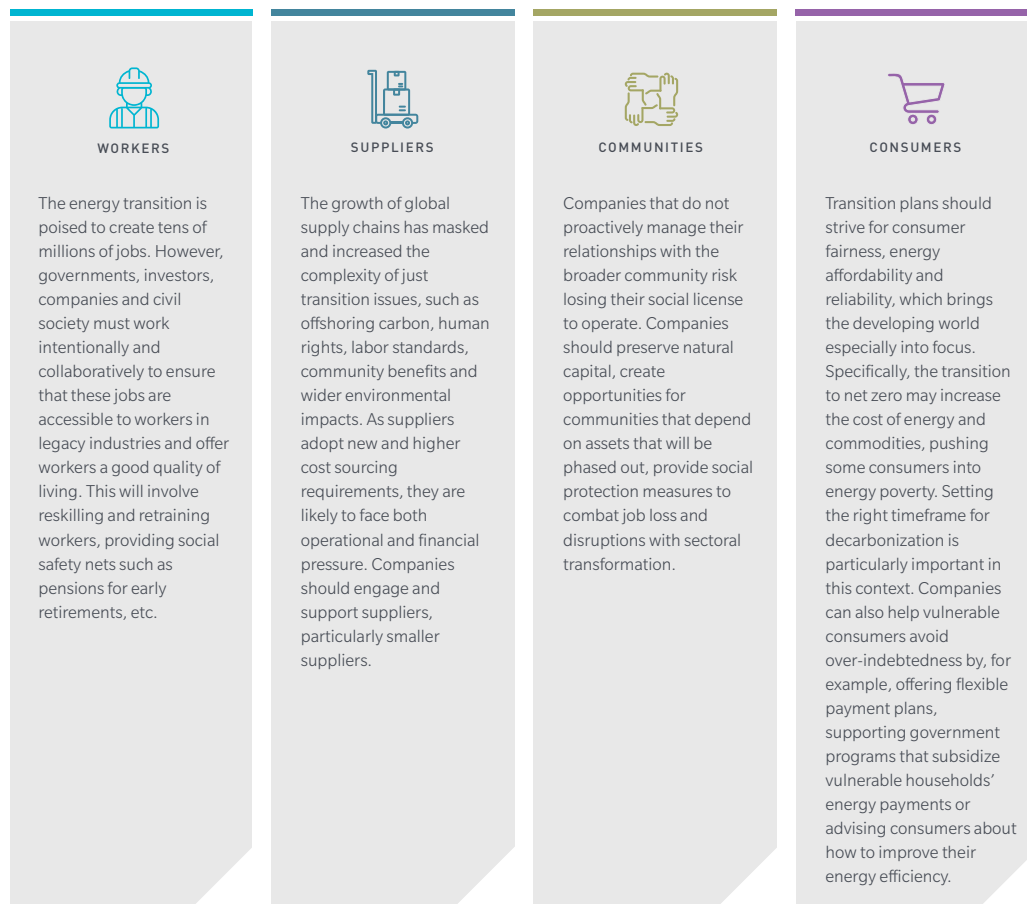 WORKERS
The energy transition is
poised to create tens of
millions of jobs. However,
governments, investors,
companies and civil
society must work
intentionally and
collaboratively to ensure
that these jobs are
accessible to workers in
legacy industries and offer
workers a good quality of
living. This will involve
reskilling and retraining
workers, providing social
safety nets such as
pensions for early
retirements, etc.
SUPPLIERS
The growth of global
supply chains has masked
and increased the
complexity of just
transition issues, such as
offshoring carbon, human
rights, labor standards,
community benefits and
wider environmental
impacts. As suppliers
adopt new and higher
cost sourcing
requirements, they are
likely to face both
operational and financial
pressure. Companies
should engage and
support suppliers,
particularly smaller
suppliers.
COMMUNITIES
Companies that do not
proactively manage their
relationships with the
broader community risk
losing their social license
to operate. Companies
should preserve natural
capital, create
opportunities for
communities that depend
on assets that will be
phased out, provide social
protection measures to
combat job loss and
disruptions with sectoral
transformation.
CONSUMERS
Transition plans should
strive for consumer
fairness, energy
affordability and
reliability, which brings
the developing world
especially into focus.
Specifically, the transition
to net zero may increase
the cost of energy and
commodities, pushing
some consumers into
energy poverty. Setting
the right timeframe for
decarbonization is
particularly important in
this context. Companies
can also help vulnerable
consumers avoid
over-indebtedness by, for
example, offering flexible
payment plans,
supporting government
programs that subsidize
vulnerable households’
energy payments or
advising consumers about
how to improve their
energy efficiency.